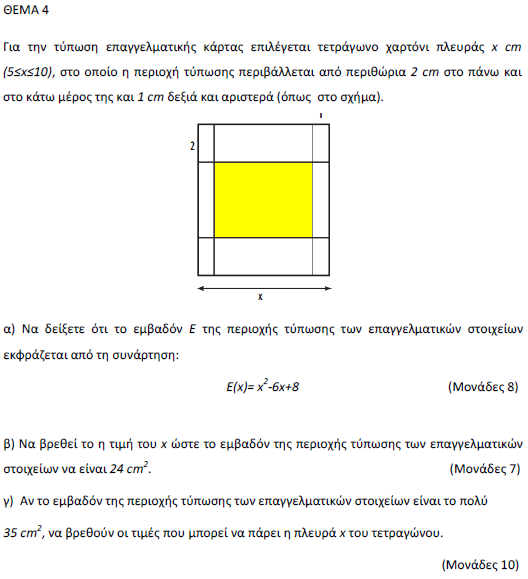 ΘΕΜΑ 4
Για την τύπωση επαγγελματικής κάρτας επιλέγεται τετράγωνο χαρτόνι πλευράς x cm
(5≤x≤10), στο οποίο η περιοχή τύπωσης περιβάλλεται από περιθώρια 2 cm στο πάνω και
στο κάτω μέρος της και 1 cm δεξιά και αριστερά (όπως στο σχήμα).
1
2
x
α) Να δείξετε ότι το εμβαδόν E της περιοχής τύπωσης των επαγγελματικών στοιχείων
εκφράζεται από τη συνάρτηση:
E(x)= x²-6x+8 (Μονάδες 8)
β) Να βρεθεί το η τιμή του x ώστε το εμβαδόν της περιοχής τύπωσης των επαγγελματικών
στοιχείων να είναι 24 cm². (Μονάδες 7)
γ) Αν το εμβαδόν της περιοχής τύπωσης των επαγγελματικών στοιχείων είναι το πολύ
35 cm², να βρεθούν οι τιμές που μπορεί να πάρει η πλευρά x του τετραγώνου.
(Μονάδες 10)